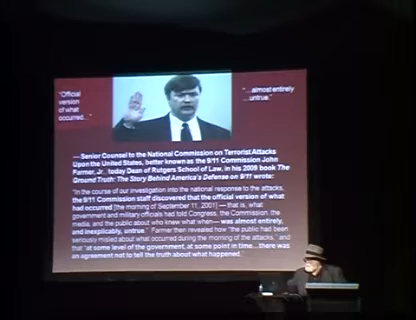 "Official
version
of what
occurred..."
"...almost entirely
...untrue."
—Senior Counsel to the National Commission on Terrorist Attacks
Upon the United States, better known as the 9/11 Commission John
Farmer, Jr., today Dean of Rutgers School of Law, in his 2009 book The
Ground Truth: The Story Behind America's Defense on 9/11 wrote:
"In the course of our investigation into the national response to the attacks,
the 9/11 Commission staff discovered that the official version of what
had occurred [the morning of September 11, 2001] — that is, what
government and military officials had told Congress, the Commission, the
media, and the public about who knew what when— was almost entirely,
and inexplicably, untrue." Farmer then revealed how "the public had been
seriously misled about what occurred during the morning of the attacks," and
that "at some level of the government, at some point in time...there was
an agreement not to tell the truth about what happened."